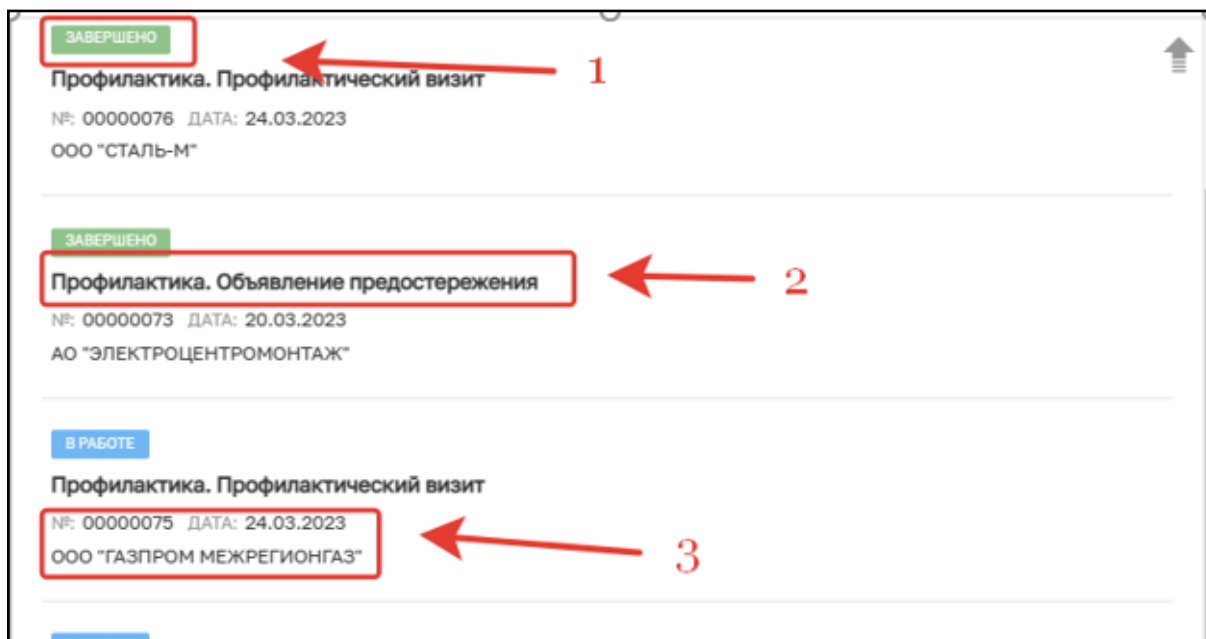 ЗАВЕРШЕНО
1
Профилактика. Профилактический визит
№: 00000076 ДАТА: 24.03.2023
ООО "СТАЛЬ-М"
ЗАВЕРШЕНО
Профилактика. Объявление предостережения
2
№: 00000073 ДАТА: 20.03.2023
АО "ЭЛЕКТРОЦЕНТРОМОНТАЖ"
В РАБОТЕ
Профилактика. Профилактический визит
№: 00000075 ДАТА: 24.03.2023
ООО "ГАЗПРОМ МЕЖРЕГИОНГАЗ"
3